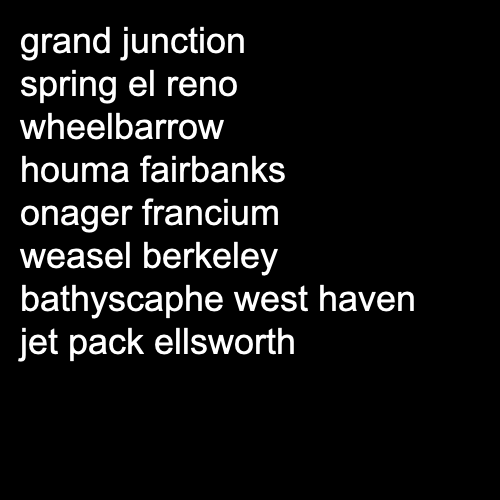 grand junction
spring el reno
wheelbarrow
houma fairbanks
onager francium
weasel berkeley
bathyscaphe west haven
jet pack ellsworth